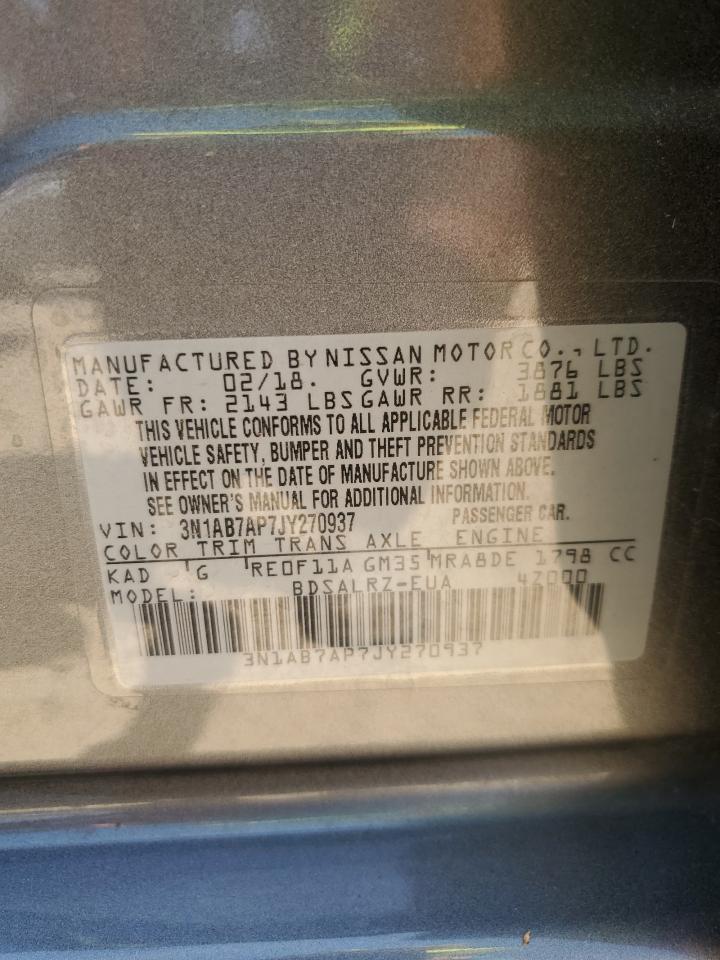 MANUFACTURED BY NISSAN MOTOR CO., LTD.
DATE: 02/18. GVWR: 3876 LBS
GAWR FR: 2143 LBS GAWR RR: 1881 LBS
THIS VEHICLE CONFORMS TO ALL APPLICABLE FEDERAL MOTOR
VEHICLE SAFETY, BUMPER AND THEFT PREVENTION STANDARDS
IN EFFECT ON THE DATE OF MANUFACTURE SHOWN ABOVE.
SEE OWNER'S MANUAL FOR ADDITIONAL INFORMATION.
VIN: 3N1AB7AP7JY270937 PASSENGER CAR.
COLOR TRIM TRANS AXLE ENGINE
KAD G RE0F11A GM35 MRA8DE 1798 CC
MODEL: BDSALRZ-EUA 4Z000
3N1AB7AP7JY270937